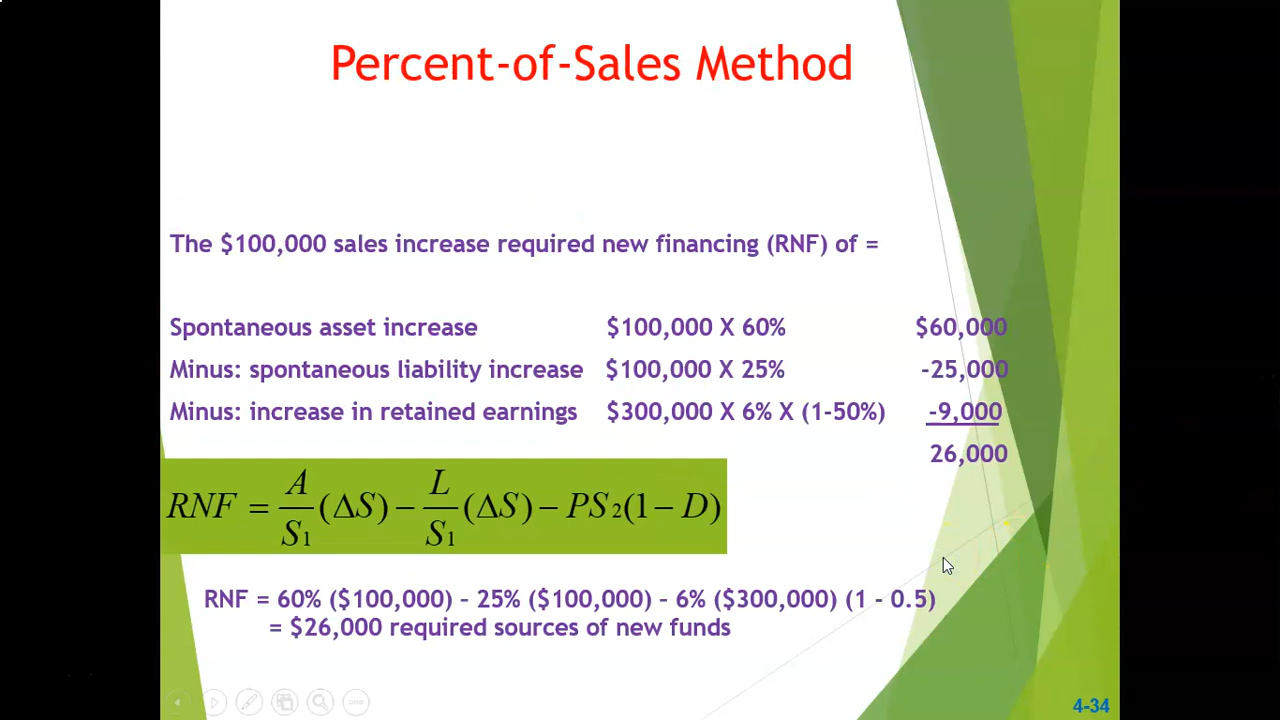 Percent-of-Sales Method
The $100,000 sales increase required new financing (RNF) of =
Spontaneous asset increase $100,000 X 60% $60,000
Minus: spontaneous liability increase $100,000 X 25% -25,000
Minus: increase in retained earnings $300,000 X 6% X (1-50%) -9,000
26,000
RNF = A/S₁ (ΔS) − L/S₁ (ΔS) − PS₂(1 − D)
RNF = 60% ($100,000) – 25% ($100,000) – 6% ($300,000) (1 - 0.5)
= $26,000 required sources of new funds
4-34